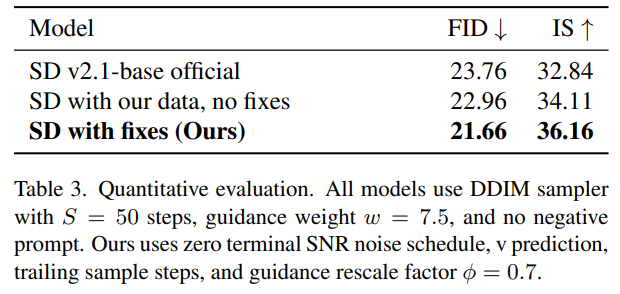 Model FID ↓ IS ↑
SD v2.1-base official 23.76 32.84
SD with our data, no fixes 22.96 34.11
SD with fixes (Ours) 21.66 36.16
Table 3. Quantitative evaluation. All models use DDIM sampler
with S = 50 steps, guidance weight w = 7.5, and no negative
prompt. Ours uses zero terminal SNR noise schedule, v prediction,
trailing sample steps, and guidance rescale factor ϕ = 0.7.